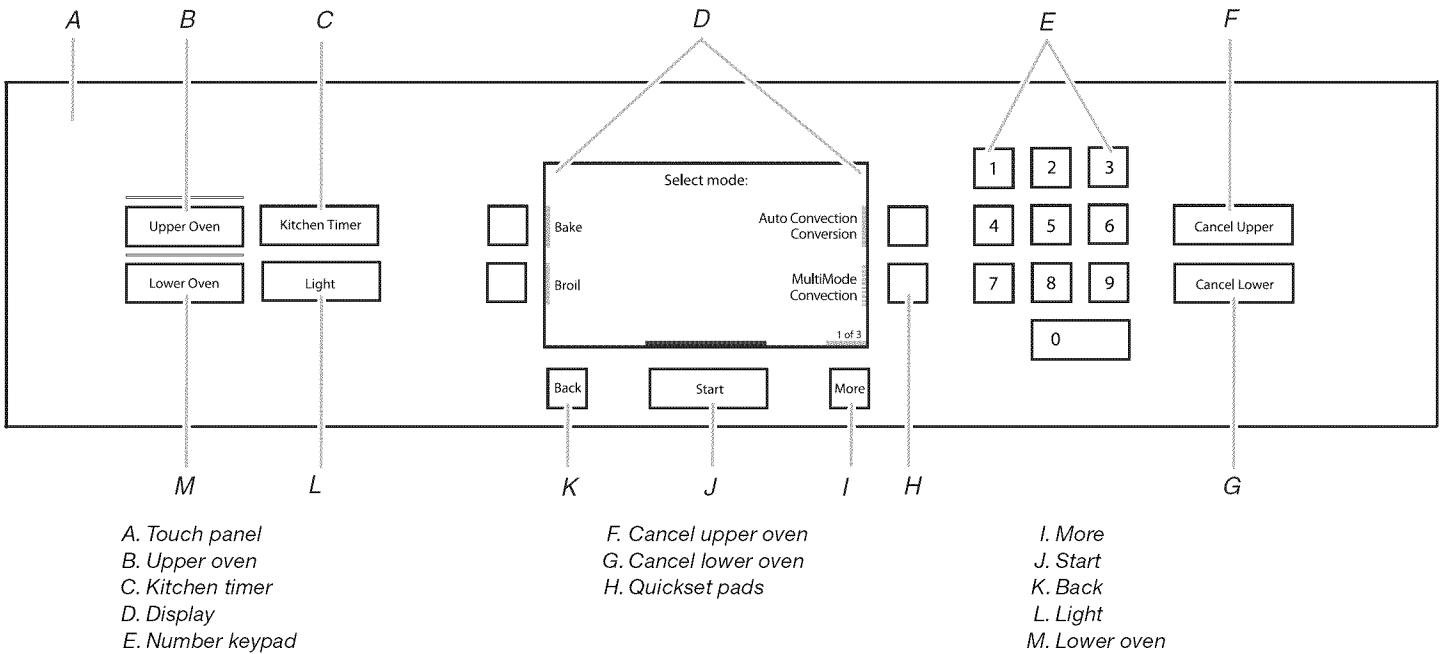 A B C D E F
Select mode:
1 2 3
Upper Oven Kitchen Timer Bake Auto Convection
Conversion 4 5 6 Cancel Upper
Lower Oven Light Broil MultiMode
Convection 7 8 9 Cancel Lower
1 of 3
0
Back Start More
M L K J I H G
A. Touch panel
B. Upper oven
C. Kitchen timer
D. Display
E. Number keypad
F. Cancel upper oven
G. Cancel lower oven
H. Quickset pads
I. More
J. Start
K. Back
L. Light
M. Lower oven